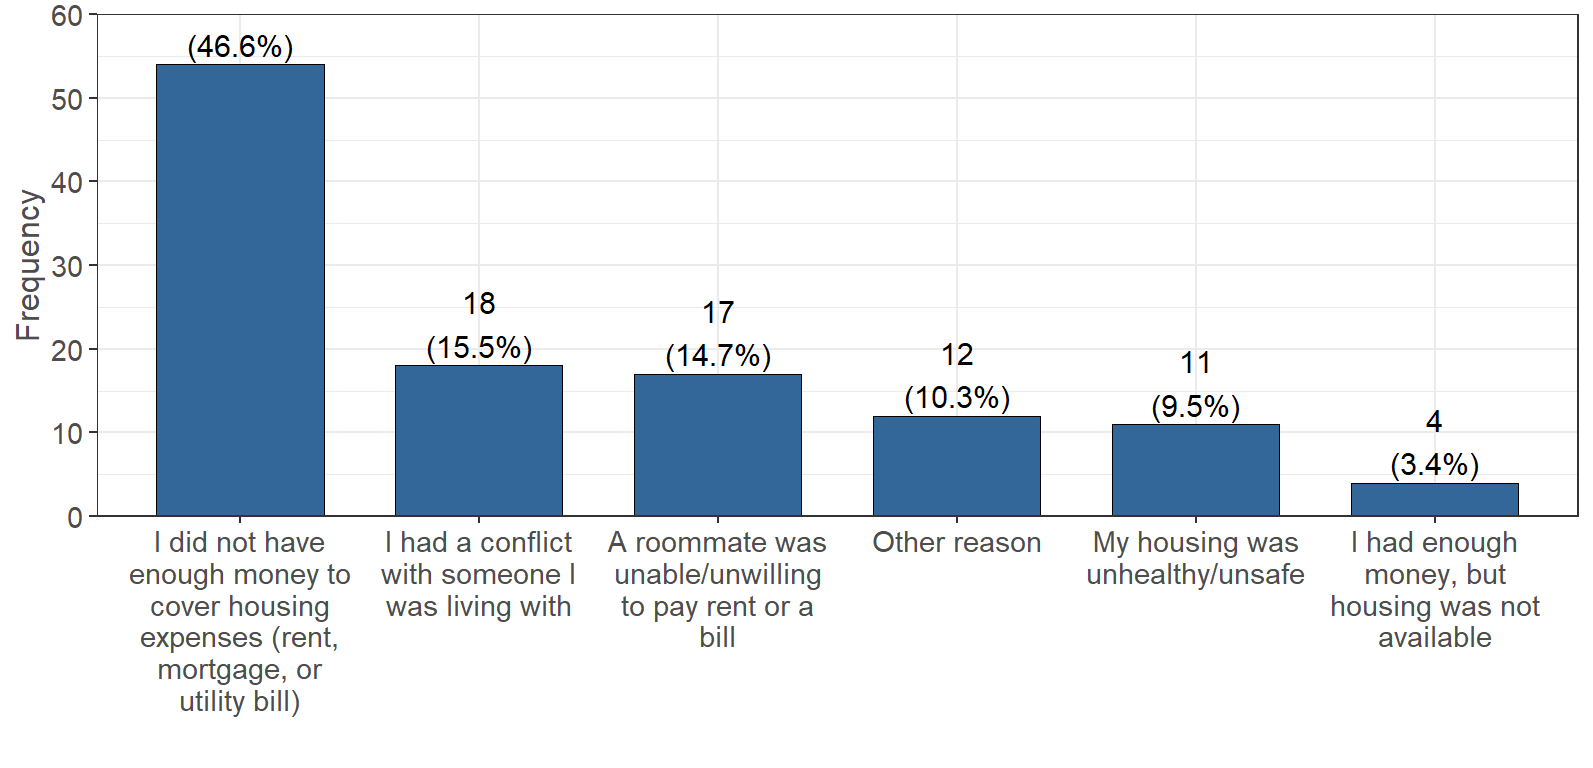 Frequency
60
50
40
30
20
10
0
(46.6%)
18
(15.5%)
17
(14.7%)
12
(10.3%)
11
(9.5%)
4
(3.4%)
I did not have
enough money to
cover housing
expenses (rent,
mortgage, or
utility bill)
I had a conflict
with someone I
was living with
A roommate was
unable/unwilling
to pay rent or a
bill
Other reason
My housing was
unhealthy/unsafe
I had enough
money, but
housing was not
available